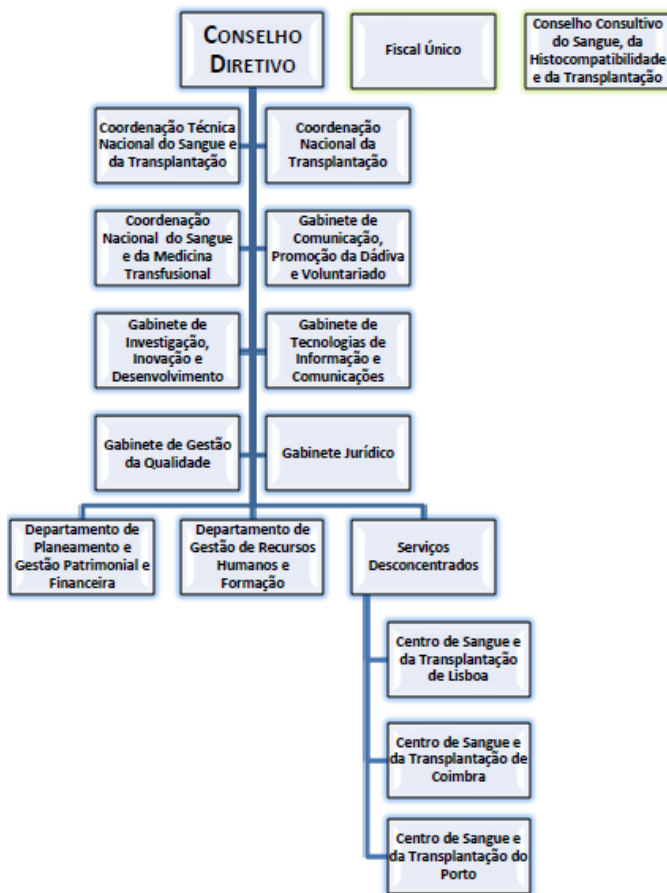 CONSELHO
DIRETIVO
Fiscal Único
Conselho Consultivo
do Sangue, da
Histocompatibilidade
e da Transplantação
Coordenação Técnica
Nacional do Sangue e
da Transplantação
Coordenação
Nacional da
Transplantação
Coordenação
Nacional do Sangue
e da Medicina
Transfusional
Gabinete de
Comunicação,
Promoção da Dádiva
e Voluntariado
Gabinete de
Investigação,
Inovação e
Desenvolvimento
Gabinete de
Tecnologias de
Informação e
Comunicações
Gabinete de Gestão
da Qualidade
Gabinete Jurídico
Departamento de
Planeamento e
Gestão Patrimonial e
Financeira
Departamento de
Gestão de Recursos
Humanos e
Formação
Serviços
Desconcentrados
Centro de Sangue e
da Transplantação
de Lisboa
Centro de Sangue e
da Transplantação de
Coimbra
Centro de Sangue e
da Transplantação do
Porto